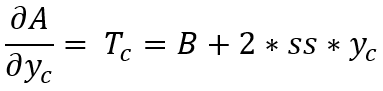 ∂A/∂y_c = T_c = B + 2 * ss * y_c